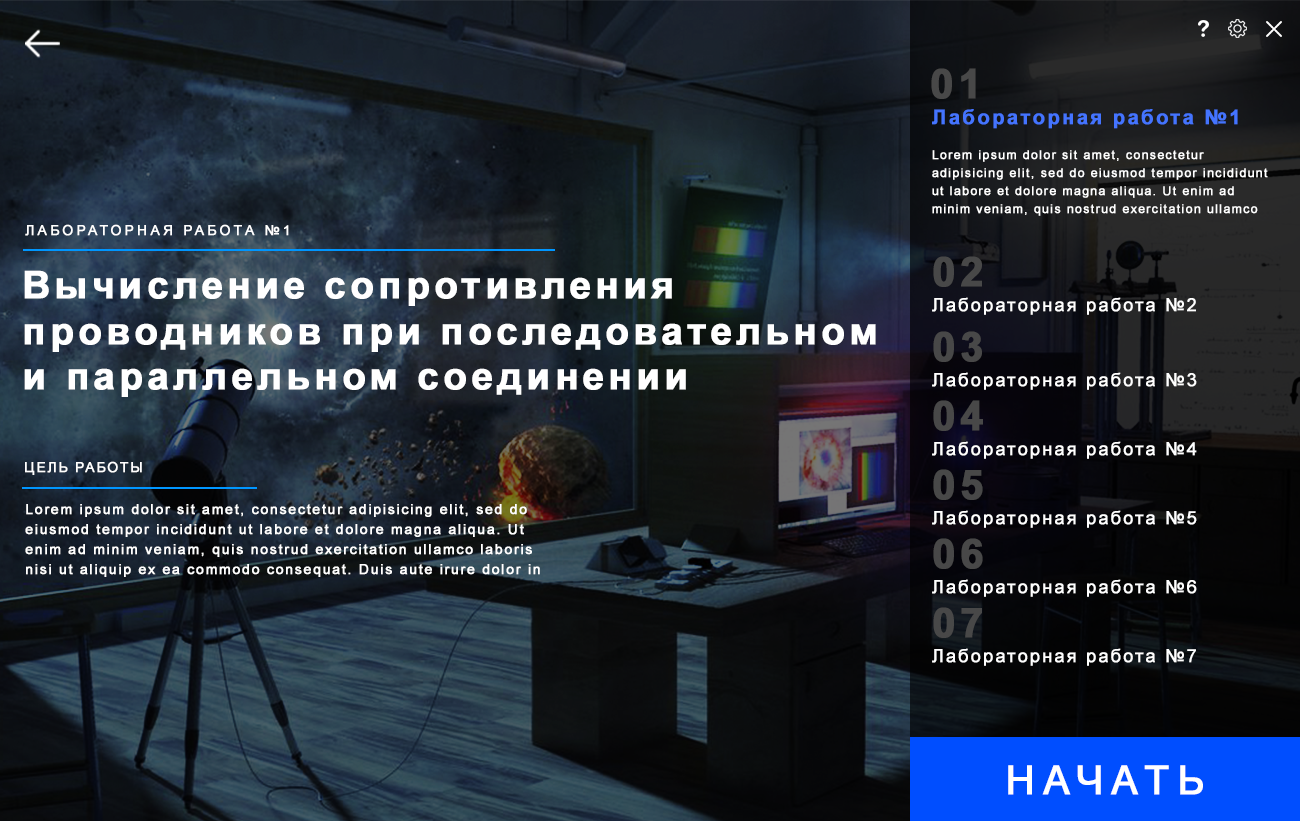 ?
ЛАБОРАТОРНАЯ РАБОТА №1
Вычисление сопротивления
проводников при последовательном
и параллельном соединении
ЦЕЛЬ РАБОТЫ
Lorem ipsum dolor sit amet, consectetur adipisicing elit, sed do
eiusmod tempor incididunt ut labore et dolore magna aliqua. Ut
enim ad minim veniam, quis nostrud exercitation ullamco laboris
nisi ut aliquip ex ea commodo consequat. Duis aute irure dolor in
01
Лабораторная работа №1
Lorem ipsum dolor sit amet, consectetur
adipisicing elit, sed do eiusmod tempor incididunt
ut labore et dolore magna aliqua. Ut enim ad
minim veniam, quis nostrud exercitation ullamco
02
Лабораторная работа №2
03
Лабораторная работа №3
04
Лабораторная работа №4
05
Лабораторная работа №5
06
Лабораторная работа №6
07
Лабораторная работа №7
НАЧАТЬ